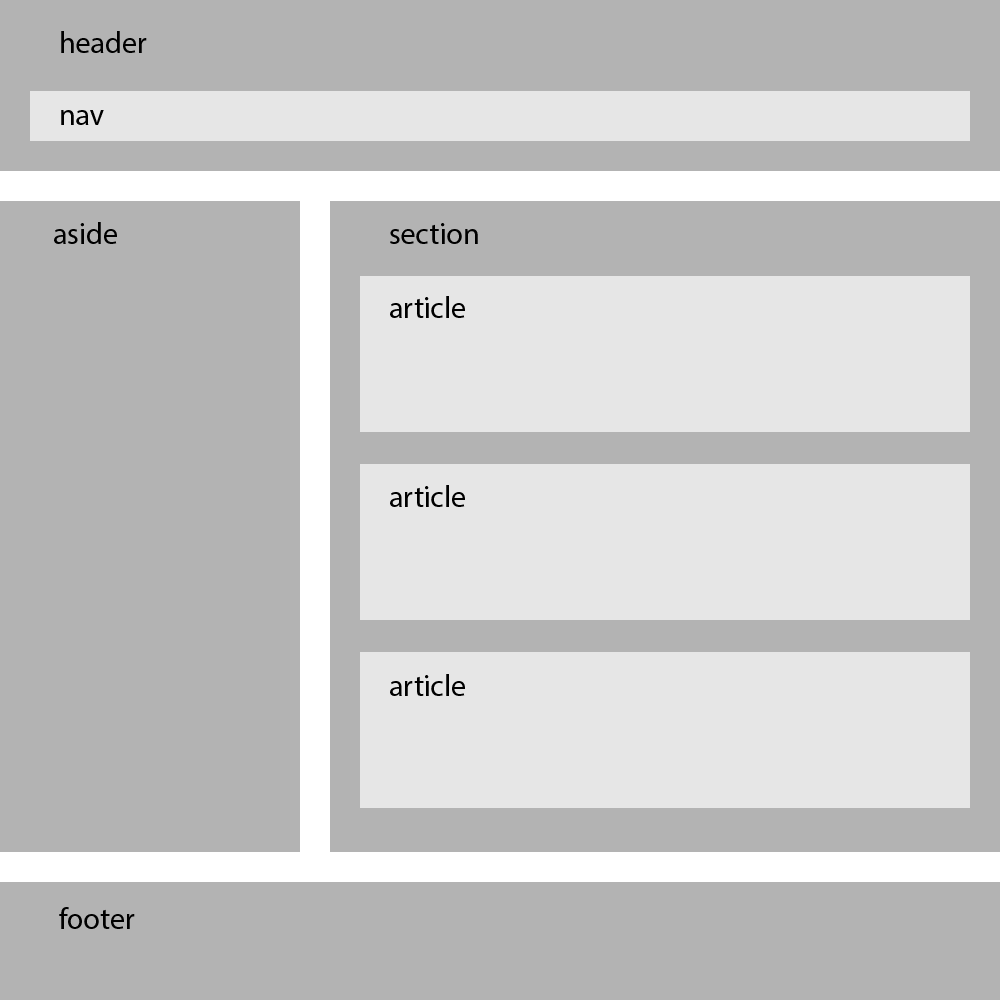 header
nav
aside
section
article
article
article
footer